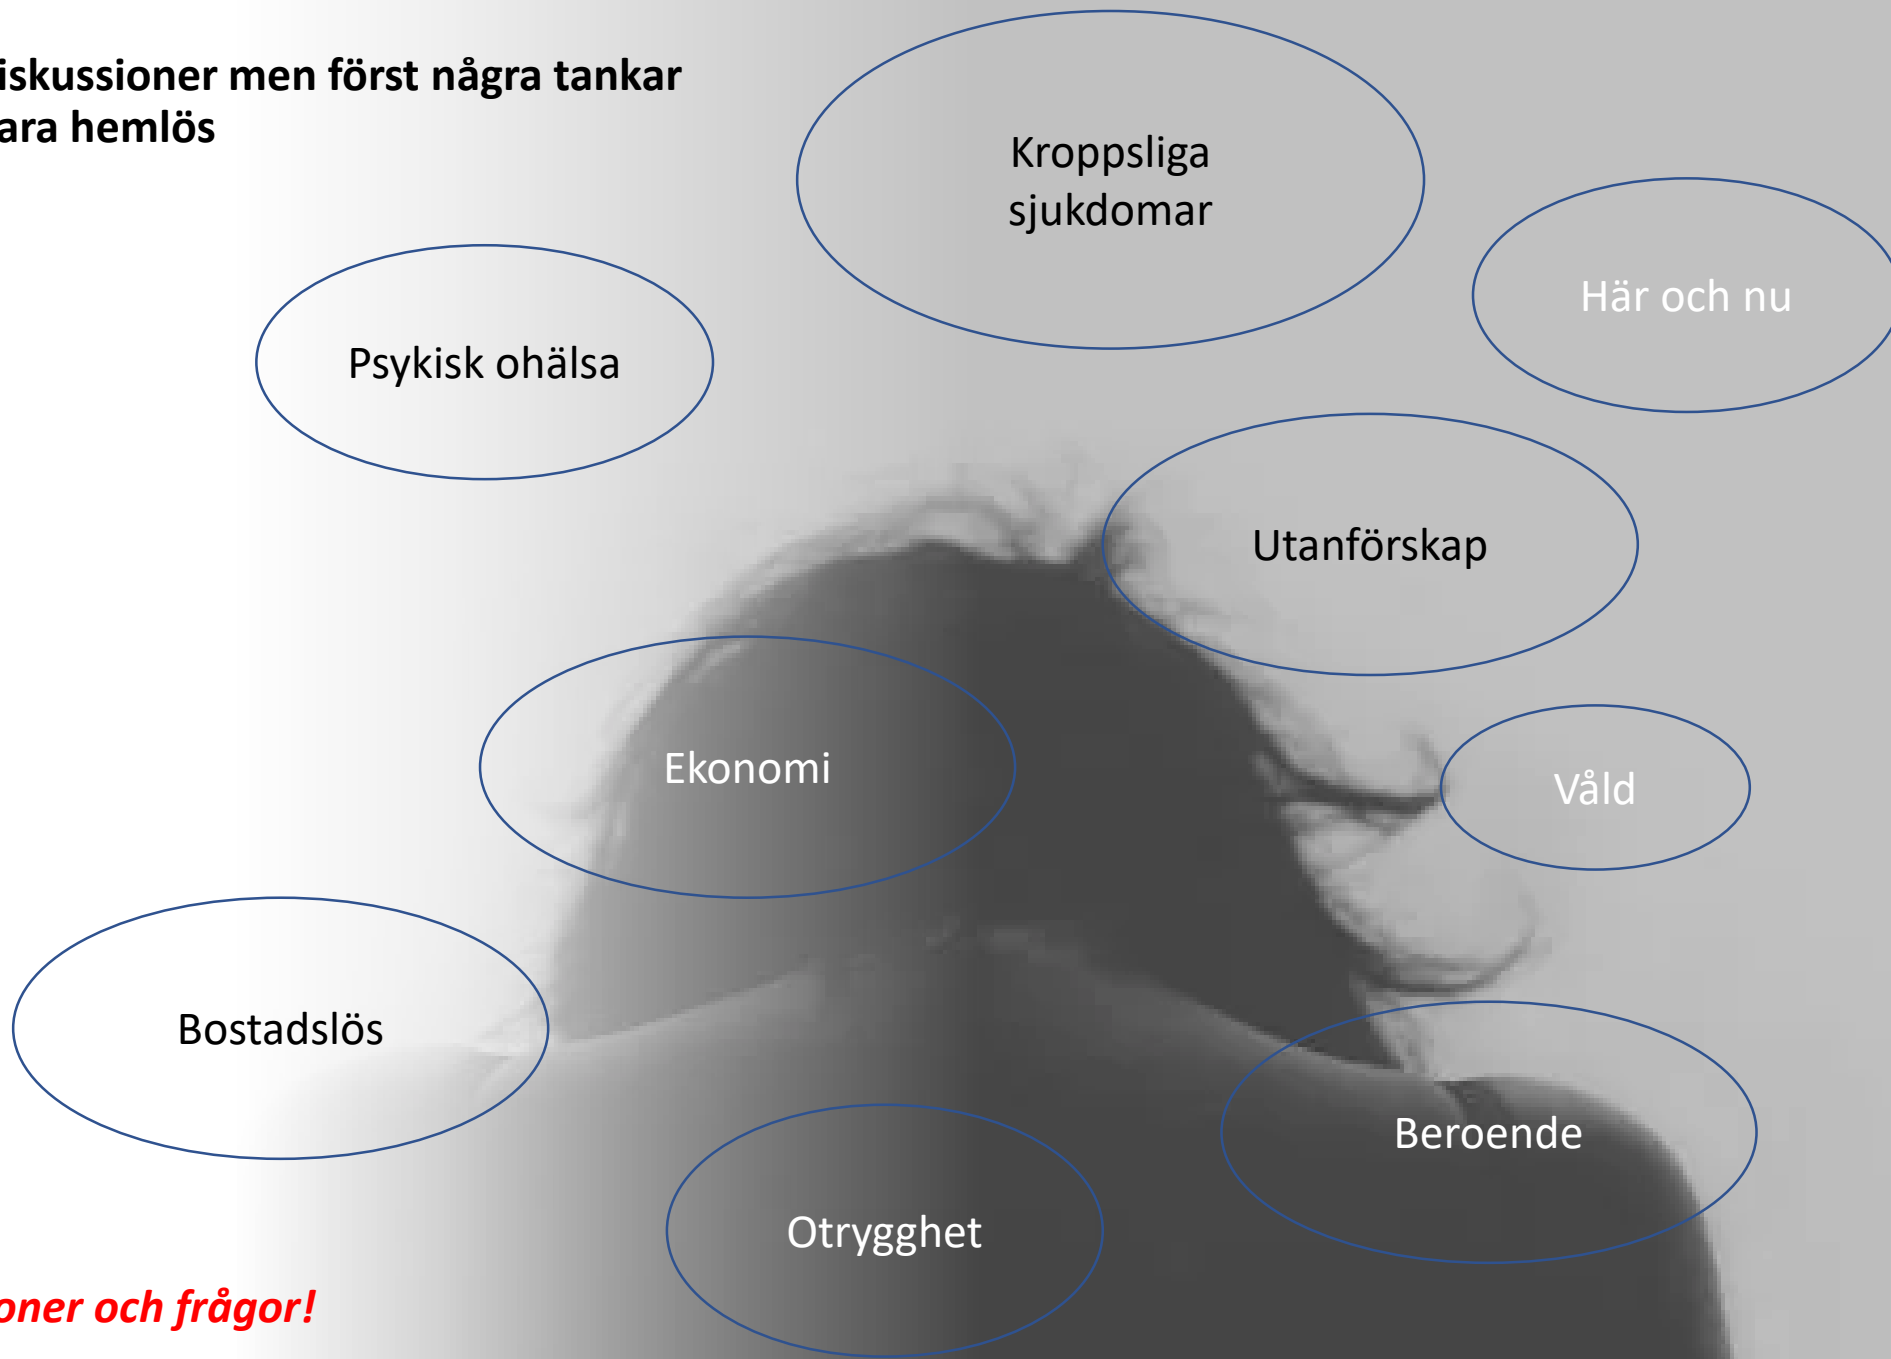 iskussioner men först några tankar
ara hemlös
Kroppsliga
sjukdomar
Här och nu
Psykisk ohälsa
Utanförskap
Ekonomi
Våld
Bostadslös
Beroende
Otrygghet
oner och frågor!